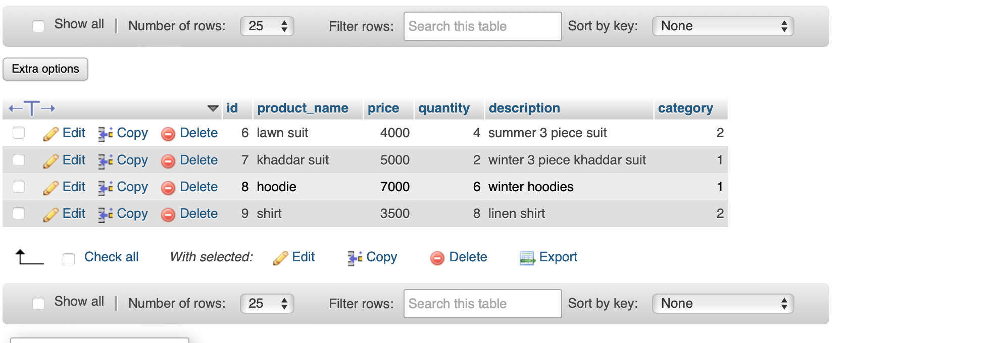 Show all | Number of rows: 25 Filter rows: Search this table Sort by key: None
Extra options
id product_name price quantity description category
Edit Copy Delete 6 lawn suit 4000 4 summer 3 piece suit 2
Edit Copy Delete 7 khaddar suit 5000 2 winter 3 piece khaddar suit 1
Edit Copy Delete 8 hoodie 7000 6 winter hoodies 1
Edit Copy Delete 9 shirt 3500 8 linen shirt 2
Check all With selected: Edit Copy Delete Export
Show all | Number of rows: 25 Filter rows: Search this table Sort by key: None